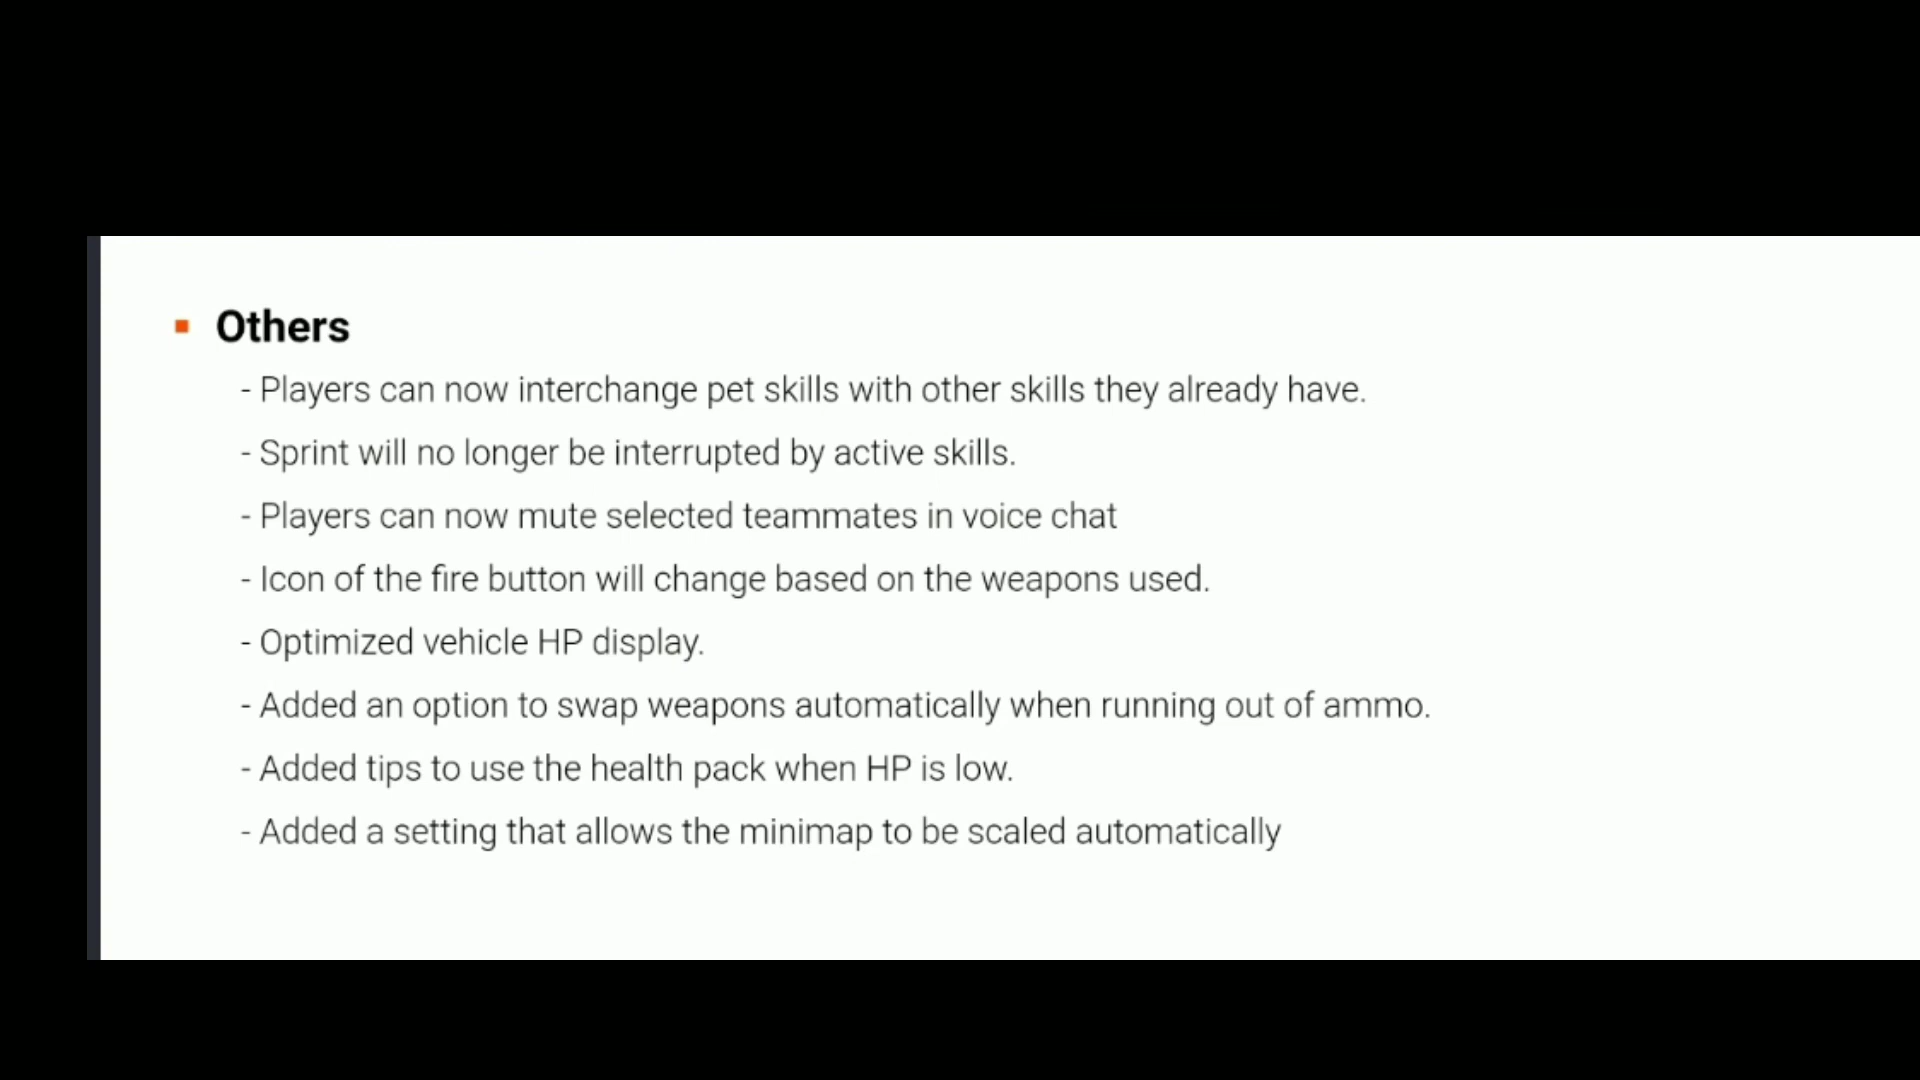 Others
- Players can now interchange pet skills with other skills they already have.
- Sprint will no longer be interrupted by active skills.
- Players can now mute selected teammates in voice chat
- Icon of the fire button will change based on the weapons used.
- Optimized vehicle HP display.
- Added an option to swap weapons automatically when running out of ammo.
- Added tips to use the health pack when HP is low.
- Added a setting that allows the minimap to be scaled automatically